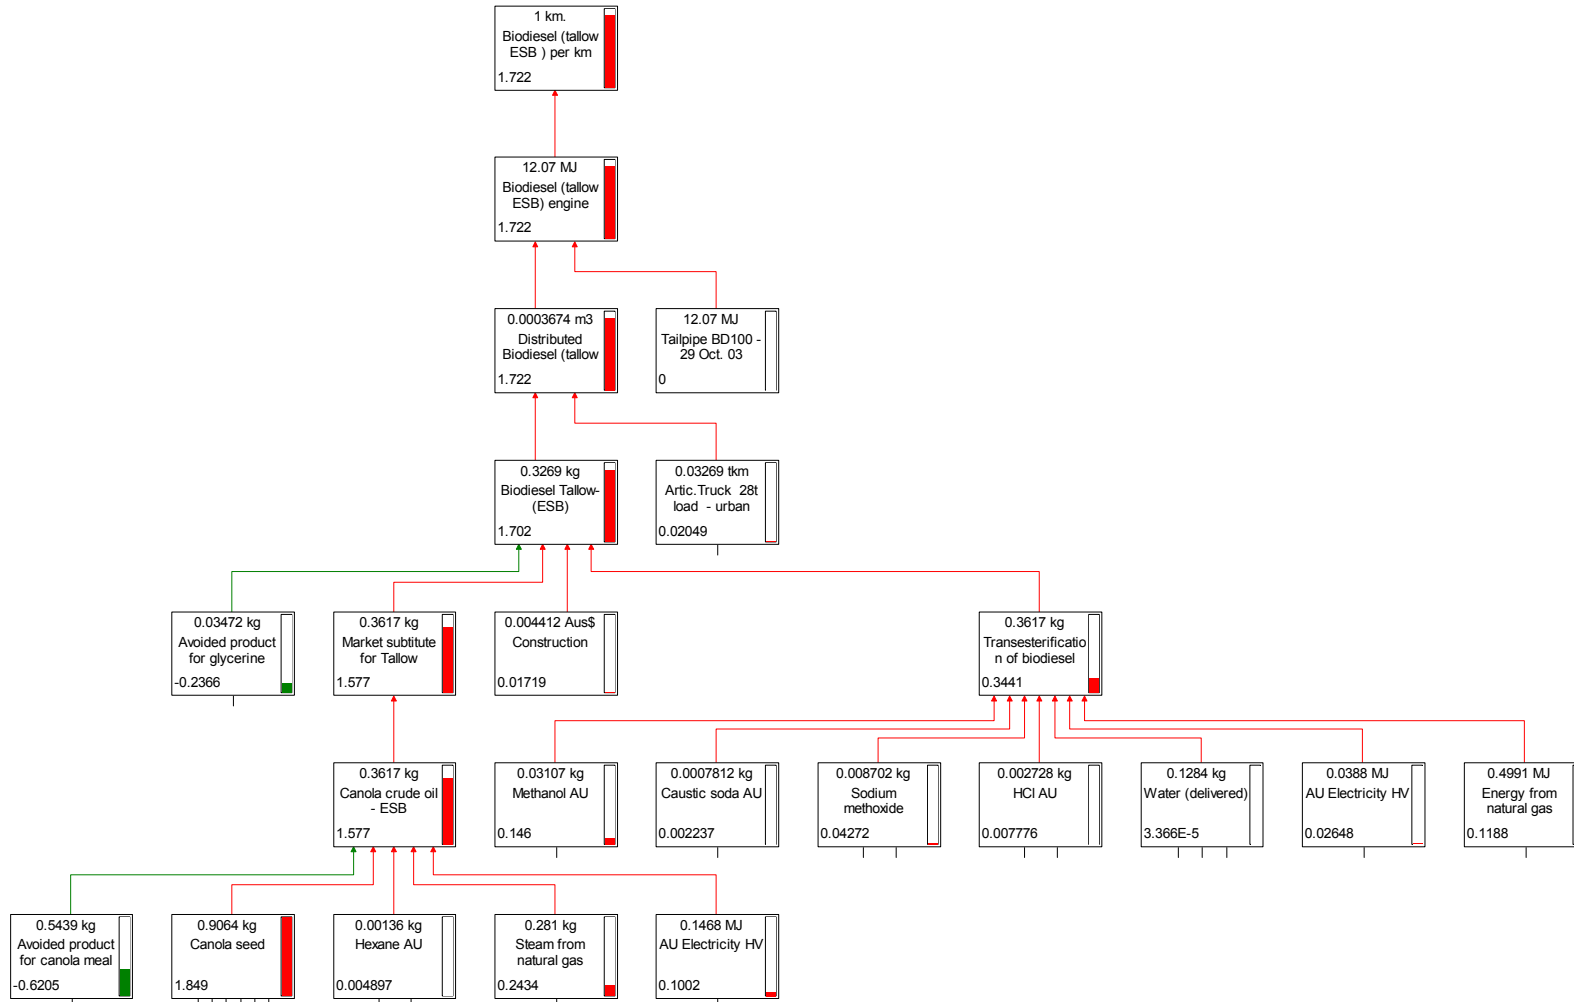 1 km.
Biodiesel (tallow
ESB ) per km
1.722
12.07 MJ
Biodiesel (tallow
ESB) engine
1.722
0.0003674 m3
Distributed
Biodiesel (tallow
1.722
12.07 MJ
Tailpipe BD100 -
29 Oct. 03
0
0.3269 kg
Biodiesel Tallow-
(ESB)
1.702
0.03269 tkm
Artic.Truck 28t
load - urban
0.02049
0.03472 kg
Avoided product
for glycerine
-0.2366
0.3617 kg
Market subtitute
for Tallow
1.577
0.004412 Aus$
Construction
0.01719
0.3617 kg
Transesterificatio
n of biodiesel
0.3441
0.3617 kg
Canola crude oil
- ESB
1.577
0.03107 kg
Methanol AU
0.146
0.0007812 kg
Caustic soda AU
0.002237
0.008702 kg
Sodium
methoxide
0.04272
0.002728 kg
HCl AU
0.007776
0.1284 kg
Water (delivered)
3.366E-5
0.0388 MJ
AU Electricity HV
0.02648
0.4991 MJ
Energy from
natural gas
0.1188
0.5439 kg
Avoided product
for canola meal
-0.6205
0.9064 kg
Canola seed
1.849
0.00136 kg
Hexane AU
0.004897
0.281 kg
Steam from
natural gas
0.2434
0.1468 MJ
AU Electricity HV
0.1002